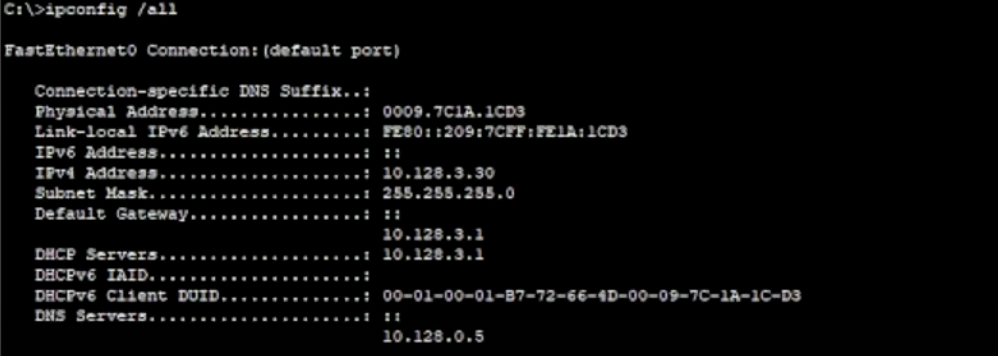 C:\>ipconfig /all
FastEthernet0 Connection:(default port)
Connection-specific DNS Suffix..:
Physical Address................: 0009.7C1A.1CD3
Link-local IPv6 Address.........: FE80::209:7CFF:FE1A:1CD3
IPv6 Address....................: ::
IPv4 Address....................: 10.128.3.30
Subnet Mask.....................: 255.255.255.0
Default Gateway.................: ::
10.128.3.1
DHCP Servers....................: 10.128.3.1
DHCPv6 IAID.....................:
DHCPv6 Client DUID..............: 00-01-00-01-B7-72-66-4D-00-09-7C-1A-1C-D3
DNS Servers.....................: ::
10.128.0.5